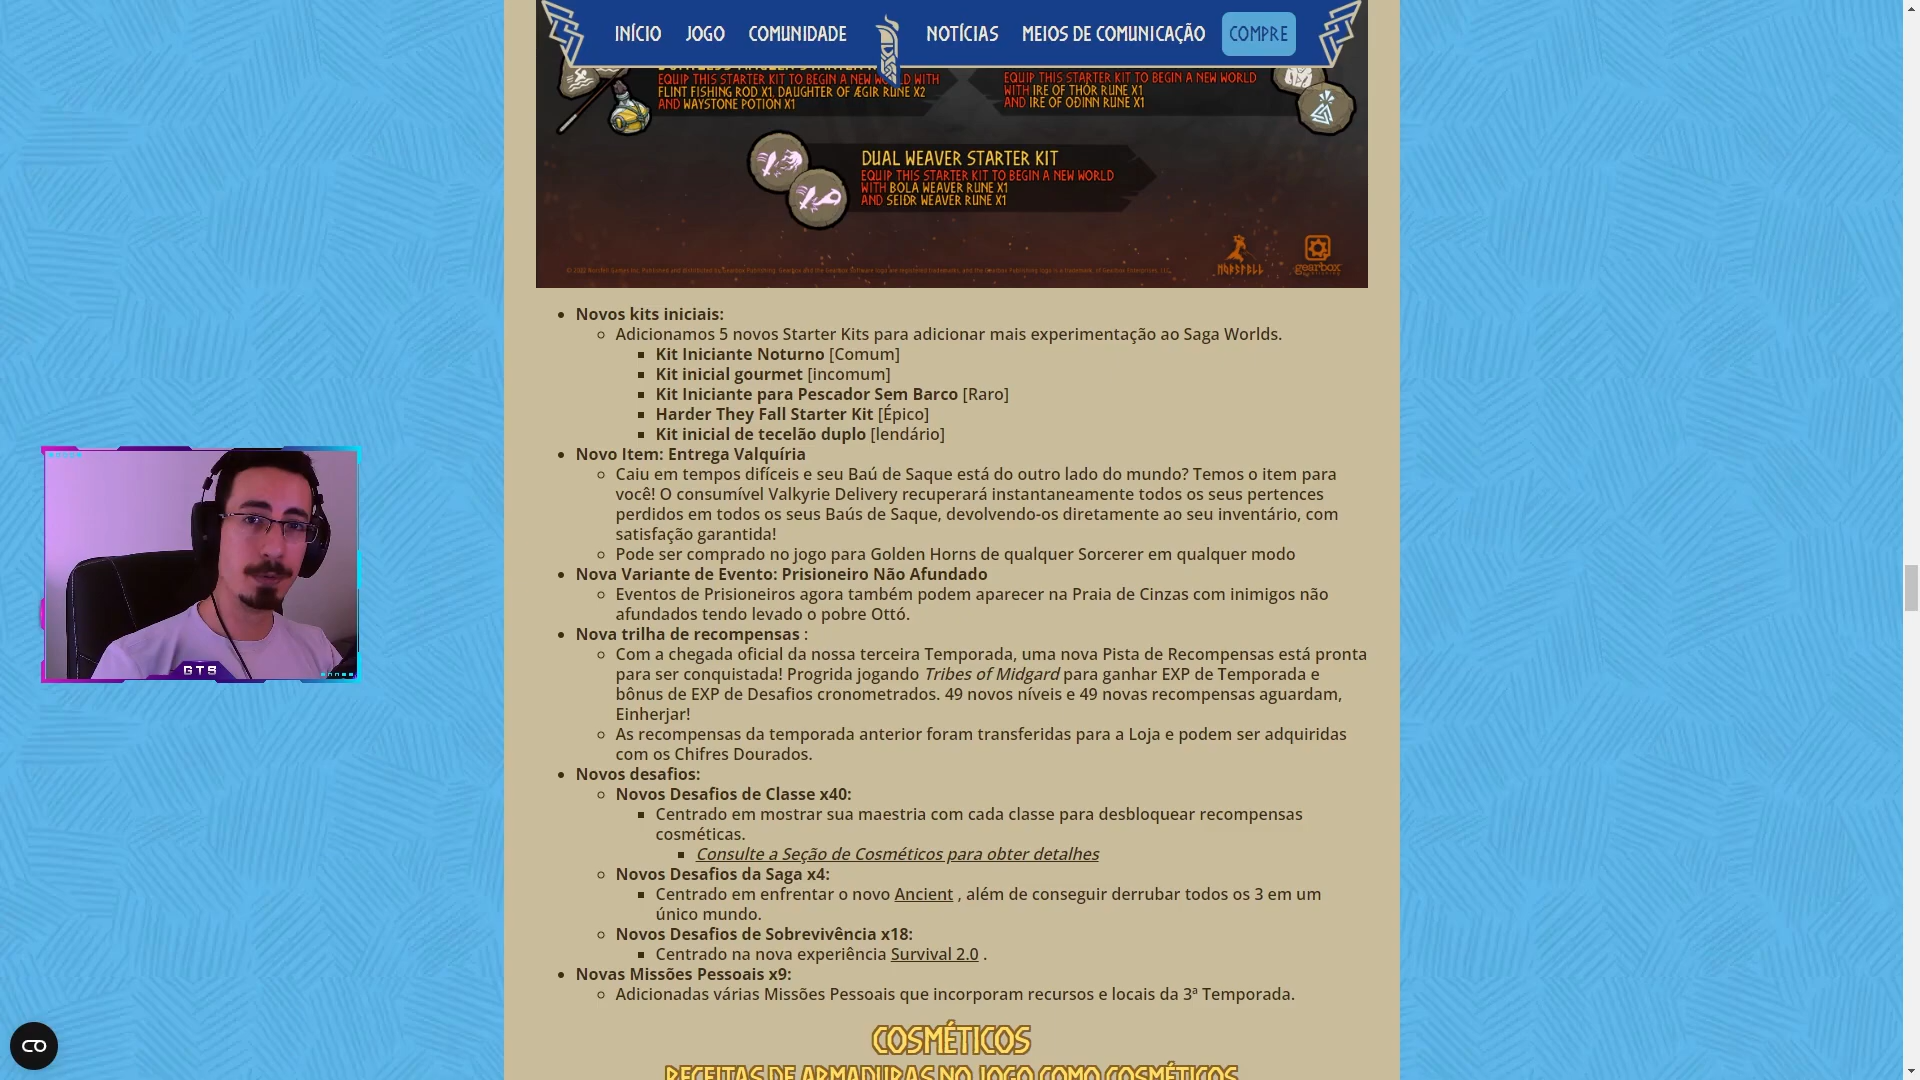 INÍCIO JOGO COMUNIDADE NOTÍCIAS MEIOS DE COMUNICAÇÃO COMPRE
EQUIP THIS STARTER KIT TO BEGIN A NEW WORLD WITH
FLINT FISHING ROD X1, DAUGHTER OF ÆGIR RUNE X2
AND WAYSTONE POTION X1
EQUIP THIS STARTER KIT TO BEGIN A NEW WORLD
WITH IRE OF THÓR RUNE X1
AND IRE OF ODINN RUNE X1
DUAL WEAVER STARTER KIT
EQUIP THIS STARTER KIT TO BEGIN A NEW WORLD
WITH BOLA WEAVER RUNE X1
AND SEIDR WEAVER RUNE X1
NORSFELL gearbox
• Novos kits iniciais:
◦ Adicionamos 5 novos Starter Kits para adicionar mais experimentação ao Saga Worlds.
▪ Kit Iniciante Noturno [Comum]
▪ Kit inicial gourmet [incomum]
▪ Kit Iniciante para Pescador Sem Barco [Raro]
▪ Harder They Fall Starter Kit [Épico]
▪ Kit inicial de tecelão duplo [lendário]
• Novo Item: Entrega Valquíria
◦ Caiu em tempos difíceis e seu Baú de Saque está do outro lado do mundo? Temos o item para
você! O consumível Valkyrie Delivery recuperará instantaneamente todos os seus pertences
perdidos em todos os seus Baús de Saque, devolvendo-os diretamente ao seu inventário, com
satisfação garantida!
◦ Pode ser comprado no jogo para Golden Horns de qualquer Sorcerer em qualquer modo
• Nova Variante de Evento: Prisioneiro Não Afundado
◦ Eventos de Prisioneiros agora também podem aparecer na Praia de Cinzas com inimigos não
afundados tendo levado o pobre Ottó.
• Nova trilha de recompensas :
◦ Com a chegada oficial da nossa terceira Temporada, uma nova Pista de Recompensas está pronta
para ser conquistada! Progrida jogando Tribes of Midgard para ganhar EXP de Temporada e
bônus de EXP de Desafios cronometrados. 49 novos níveis e 49 novas recompensas aguardam,
Einherjar!
◦ As recompensas da temporada anterior foram transferidas para a Loja e podem ser adquiridas
com os Chifres Dourados.
• Novos desafios:
◦ Novos Desafios de Classe x40:
▪ Centrado em mostrar sua maestria com cada classe para desbloquear recompensas
cosméticas.
▪ Consulte a Seção de Cosméticos para obter detalhes
◦ Novos Desafios da Saga x4:
▪ Centrado em enfrentar o novo Ancient , além de conseguir derrubar todos os 3 em um
único mundo.
◦ Novos Desafios de Sobrevivência x18:
▪ Centrado na nova experiência Survival 2.0 .
• Novas Missões Pessoais x9:
◦ Adicionadas várias Missões Pessoais que incorporam recursos e locais da 3ª Temporada.
GTS
COSMÉTICOS
RECEITAS DE ARMADURAS NO JOGO COMO COSMÉTICOS